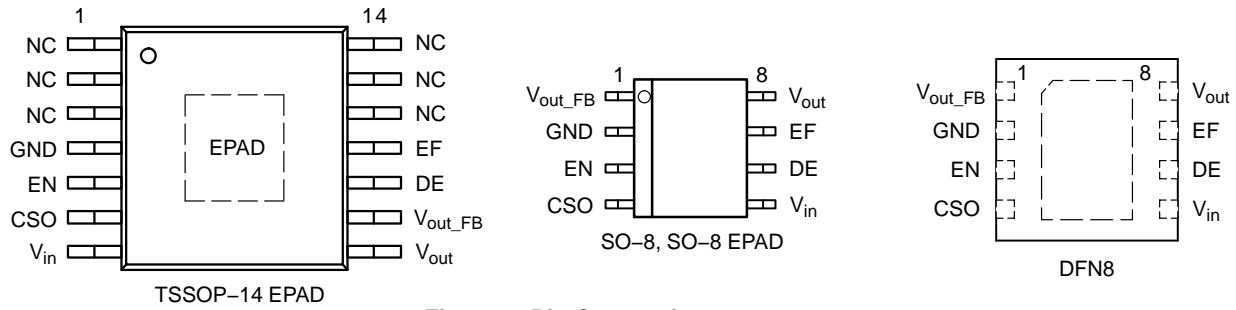 1 14
NC NC
NC NC
NC NC
GND EPAD EF
EN DE
CSO Vout_FB
Vin Vout
TSSOP–14 EPAD
1 8
Vout_FB Vout
GND EF
EN DE
CSO Vin
SO–8, SO–8 EPAD
1 8
Vout_FB Vout
GND EF
EN DE
CSO Vin
DFN8